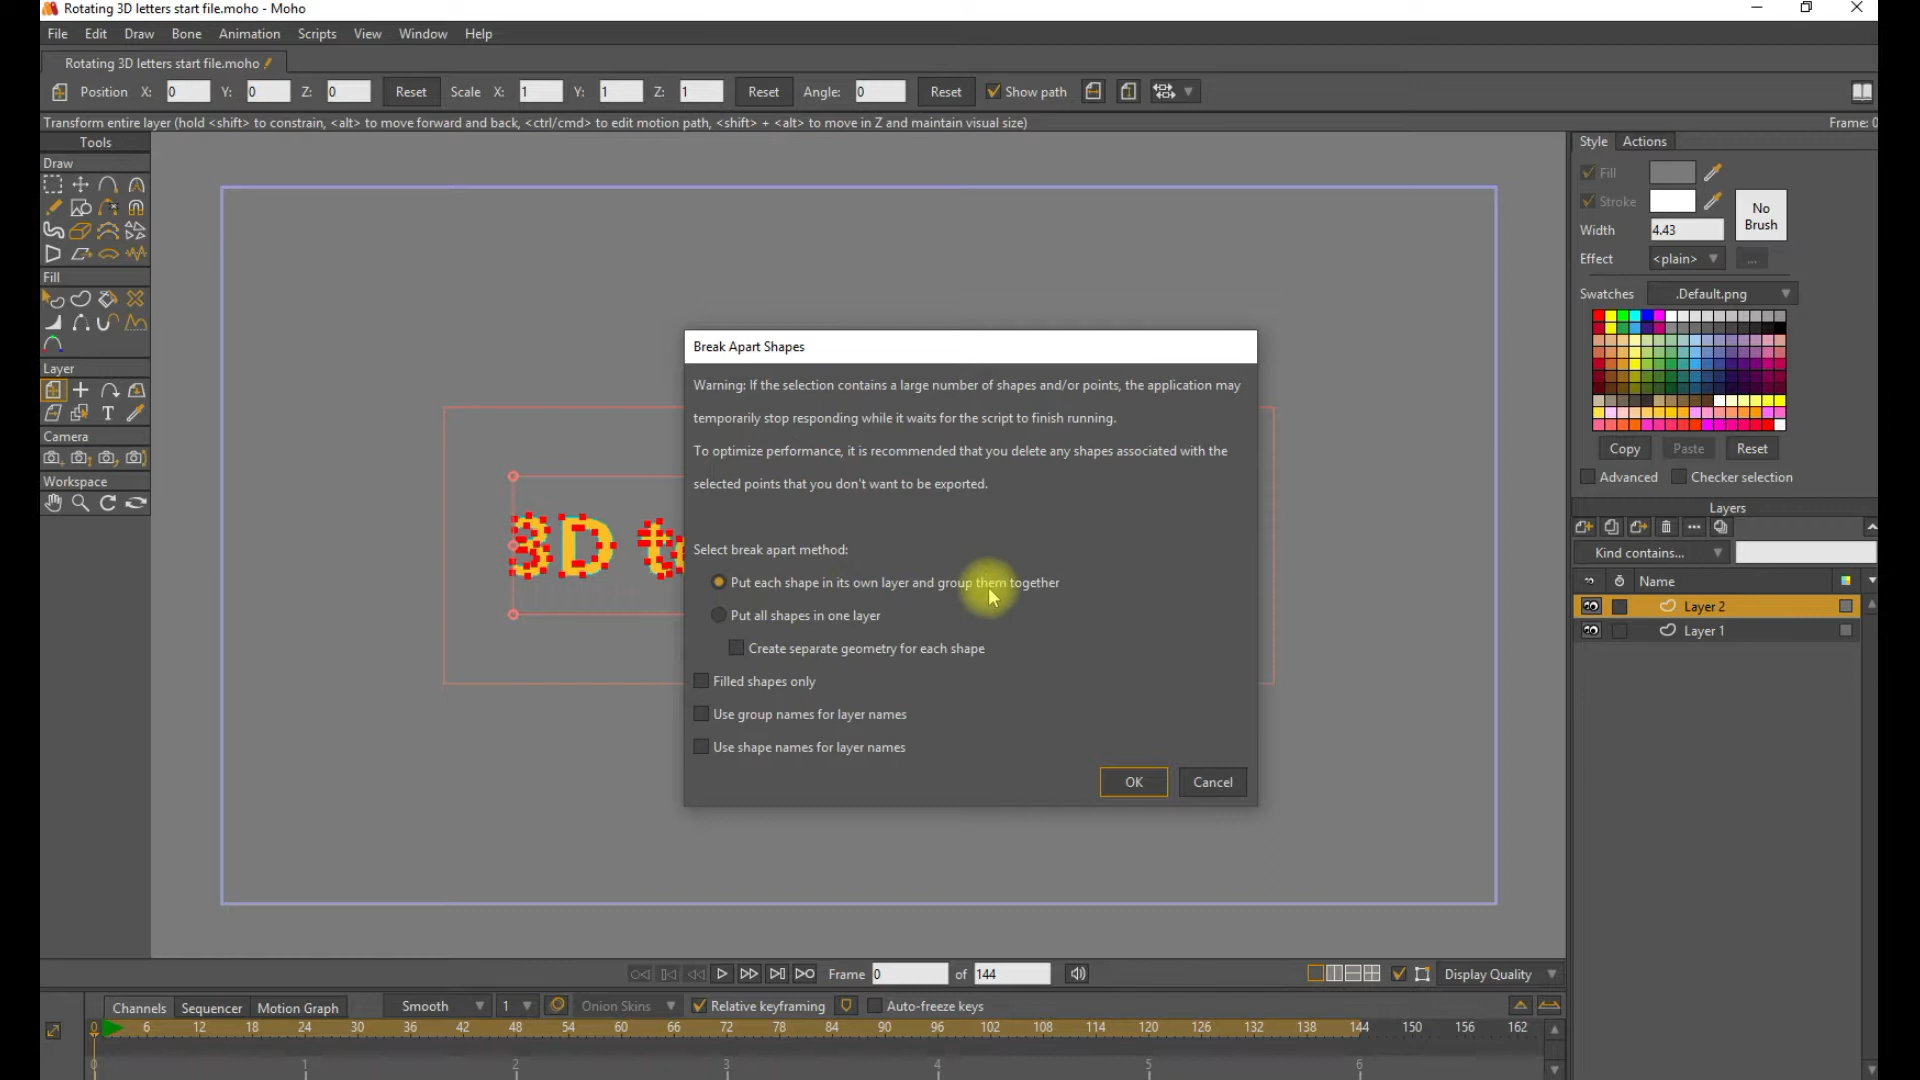 Rotating 3D letters start file.moho - Moho
File Edit Draw Bone Animation Scripts View Window Help
Rotating 3D letters start file.moho
Position X: 0 Y: 0 Z: 0 Reset Scale X: 1 Y: 1 Z: 1 Reset Angle: 0 Reset Show path
Transform entire layer (hold <shift> to constrain, <alt> to move forward and back, <ctrl/cmd> to edit motion path, <shift> + <alt> to move in Z and maintain visual size)
Frame: 0
Tools
Draw
Fill
Layer
Camera
Workspace
3D t
Break Apart Shapes
Warning: If the selection contains a large number of shapes and/or points, the application may
temporarily stop responding while it waits for the script to finish running.
To optimize performance, it is recommended that you delete any shapes associated with the
selected points that you don't want to be exported.
Select break apart method:
Put each shape in its own layer and group them together
Put all shapes in one layer
Create separate geometry for each shape
Filled shapes only
Use group names for layer names
Use shape names for layer names
OK Cancel
Style Actions
Fill
Stroke
No
Brush
Width 4.43
Effect <plain> ...
Swatches .Default.png
Copy Paste Reset
Advanced Checker selection
Layers
Kind contains...
Name
Layer 2
Layer 1
Frame 0 of 144
Display Quality
Channels Sequencer Motion Graph Smooth 1 Onion Skins Relative keyframing Auto-freeze keys
0 6 12 18 24 30 36 42 48 54 60 66 72 78 84 90 96 102 108 114 120 126 132 138 144 150 156 162
0 1 2 3 4 5 6